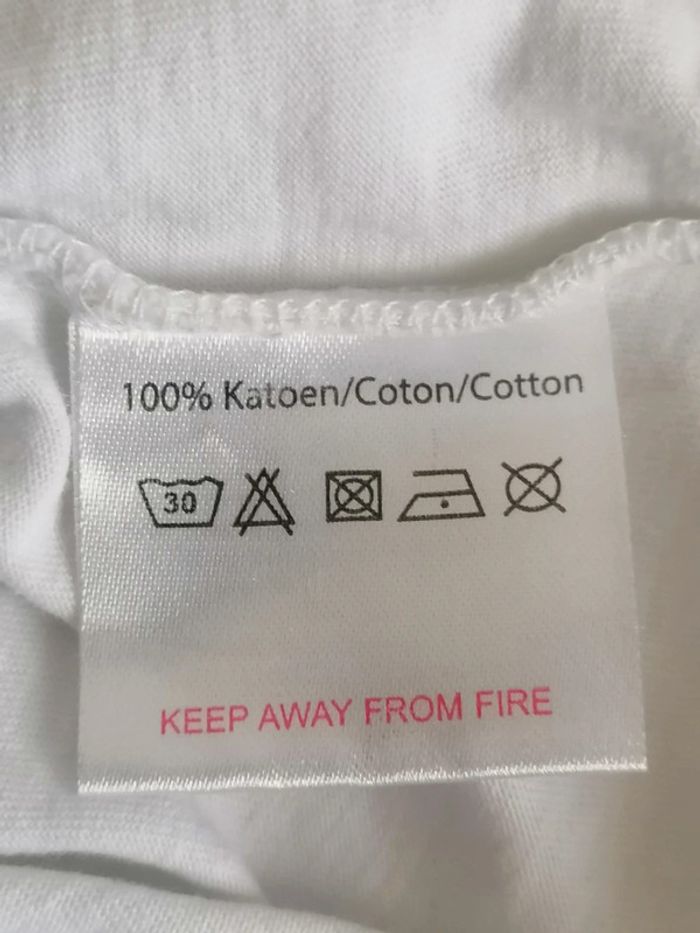 100% Katoen/Coton/Cotton
30
KEEP AWAY FROM FIRE